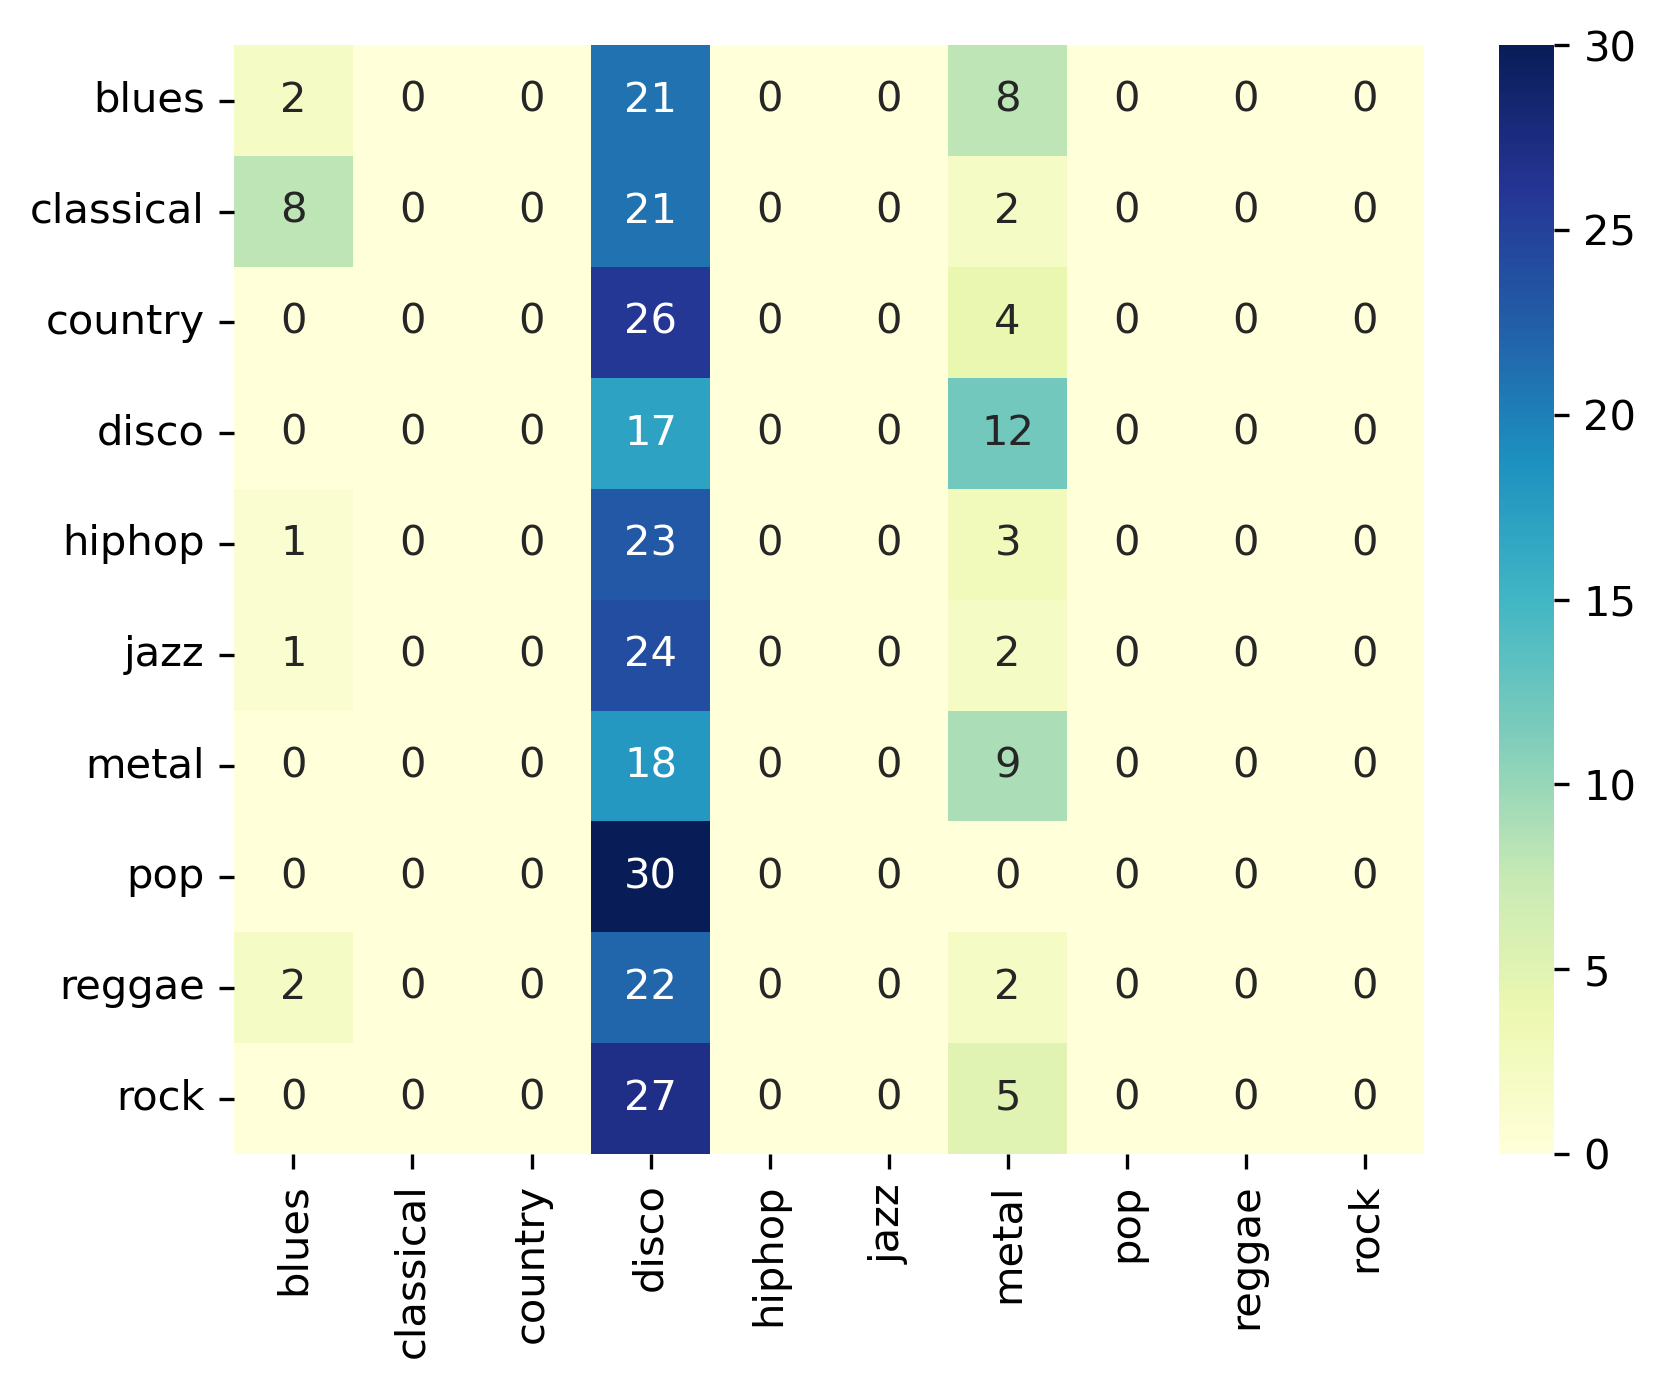 blues 2 0 0 21 0 0 8 0 0 0
classical 8 0 0 21 0 0 2 0 0 0
country 0 0 0 26 0 0 4 0 0 0
disco 0 0 0 17 0 0 12 0 0 0
hiphop 1 0 0 23 0 0 3 0 0 0
jazz 1 0 0 24 0 0 2 0 0 0
metal 0 0 0 18 0 0 9 0 0 0
pop 0 0 0 30 0 0 0 0 0 0
reggae 2 0 0 22 0 0 2 0 0 0
rock 0 0 0 27 0 0 5 0 0 0
blues classical country disco hiphop jazz metal pop reggae rock
30
25
20
15
10
5
0